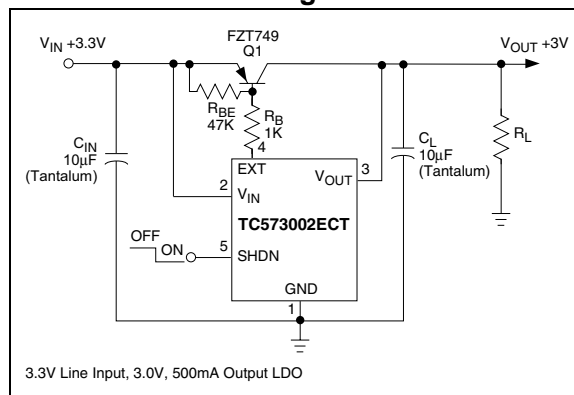 FZT749
Q1
VIN +3.3V
VOUT +3V
RBE
47K
RB
1K
4
CIN
10µF
(Tantalum)
CL
10µF
(Tantalum)
RL
EXT
VOUT
3
2
VIN
TC573002ECT
OFF
ON
5
SHDN
GND
1
3.3V Line Input, 3.0V, 500mA Output LDO